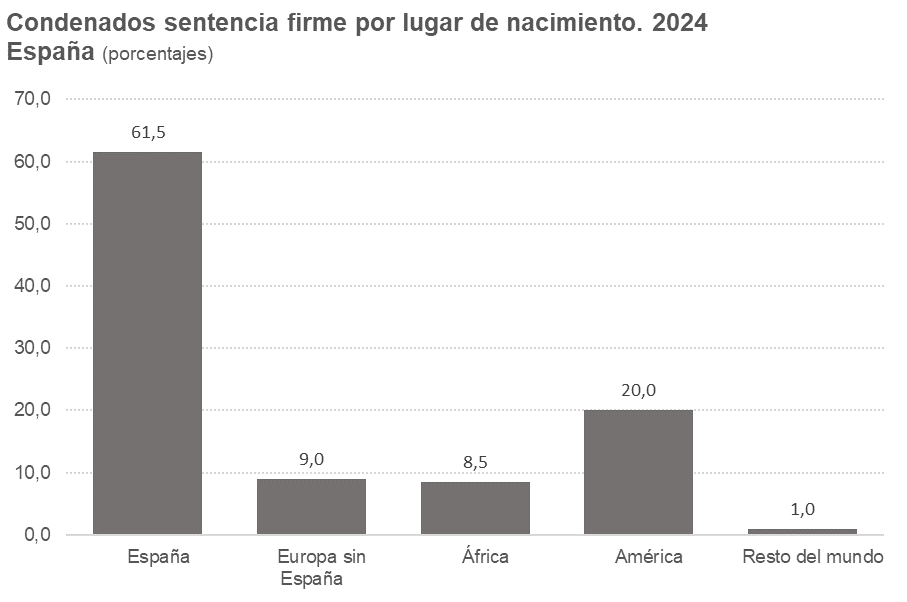 Condenados sentencia firme por lugar de nacimiento. 2024
España (porcentajes)
70,0
60,0
50,0
40,0
30,0
20,0
10,0
0,0
61,5
9,0
8,5
20,0
1,0
España
Europa sin
España
África
América
Resto del mundo